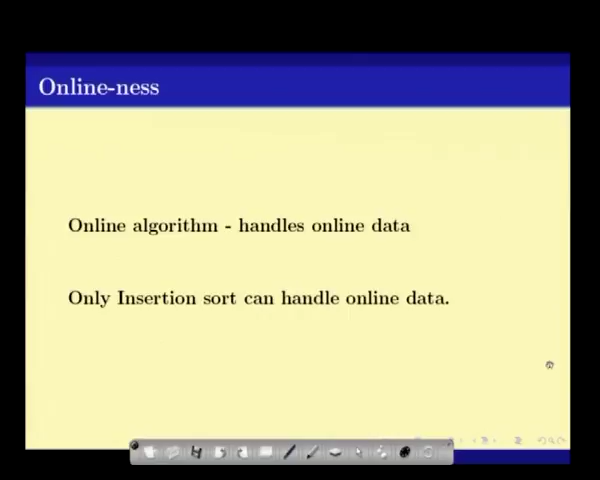 Online-ness
Online algorithm - handles online data
Only Insertion sort can handle online data.